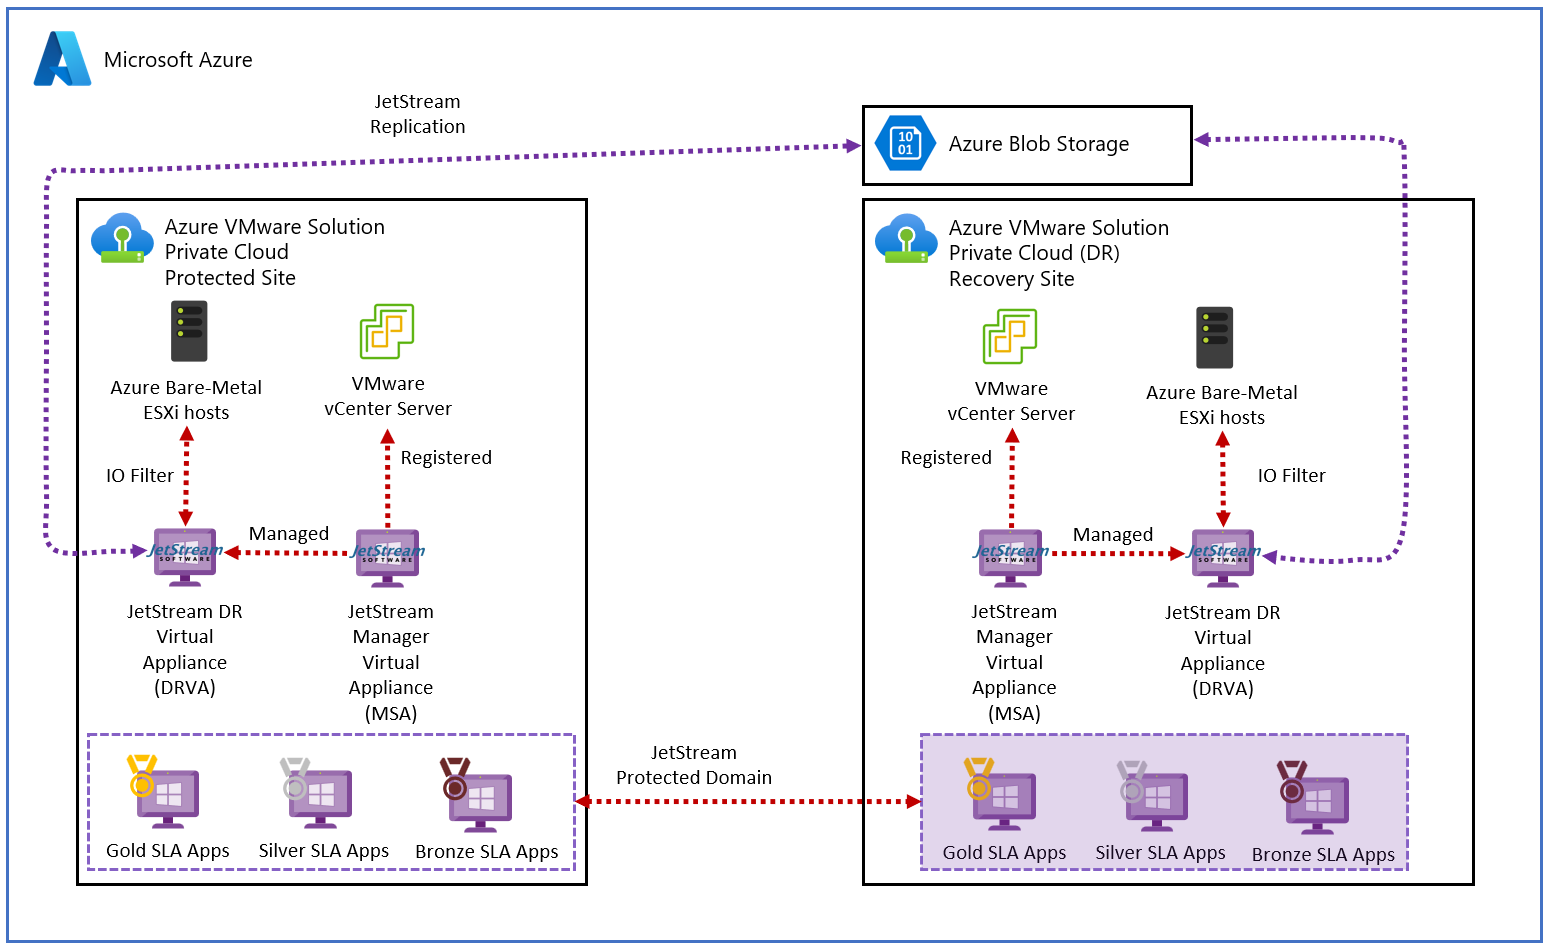 Microsoft Azure
JetStream
Replication
10
01
Azure Blob Storage
Azure VMware Solution
Private Cloud
Protected Site
Azure Bare-Metal
ESXi hosts
VMware
vCenter Server
IO Filter
Registered
Managed
JetStream
SOFTWARE
JetStream
SOFTWARE
JetStream DR
Virtual
Appliance
(DRVA)
JetStream
Manager
Virtual
Appliance
(MSA)
Gold SLA Apps
Silver SLA Apps
Bronze SLA Apps
JetStream
Protected Domain
Azure VMware Solution
Private Cloud (DR)
Recovery Site
VMware
vCenter Server
Azure Bare-Metal
ESXi hosts
Registered
IO Filter
Managed
JetStream
SOFTWARE
JetStream
SOFTWARE
JetStream
Manager
Virtual
Appliance
(MSA)
JetStream DR
Virtual
Appliance
(DRVA)
Gold SLA Apps
Silver SLA Apps
Bronze SLA Apps